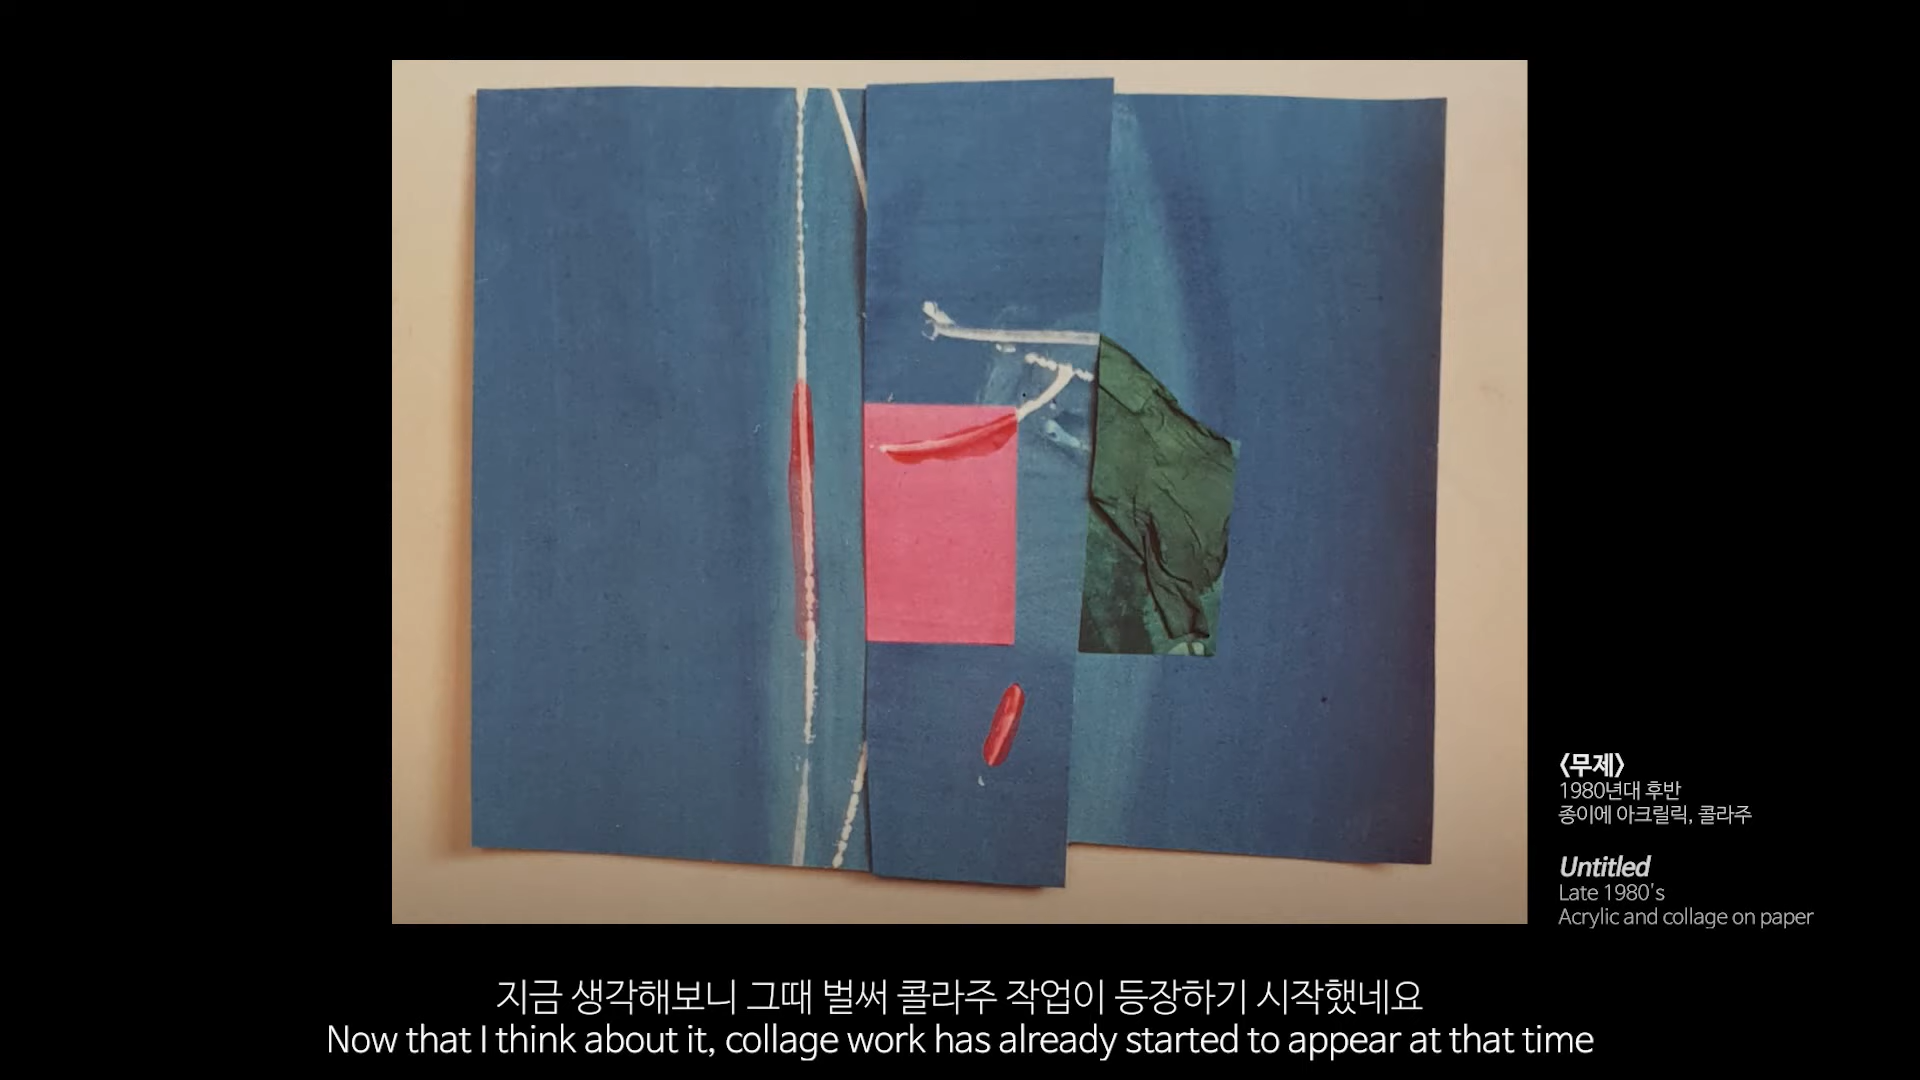 〈무제〉
1980년대 후반
종이에 아크릴릭, 콜라주
Untitled
Late 1980's
Acrylic and collage on paper
지금 생각해보니 그때 벌써 콜라주 작업이 등장하기 시작했네요
Now that I think about it, collage work has already started to appear at that time